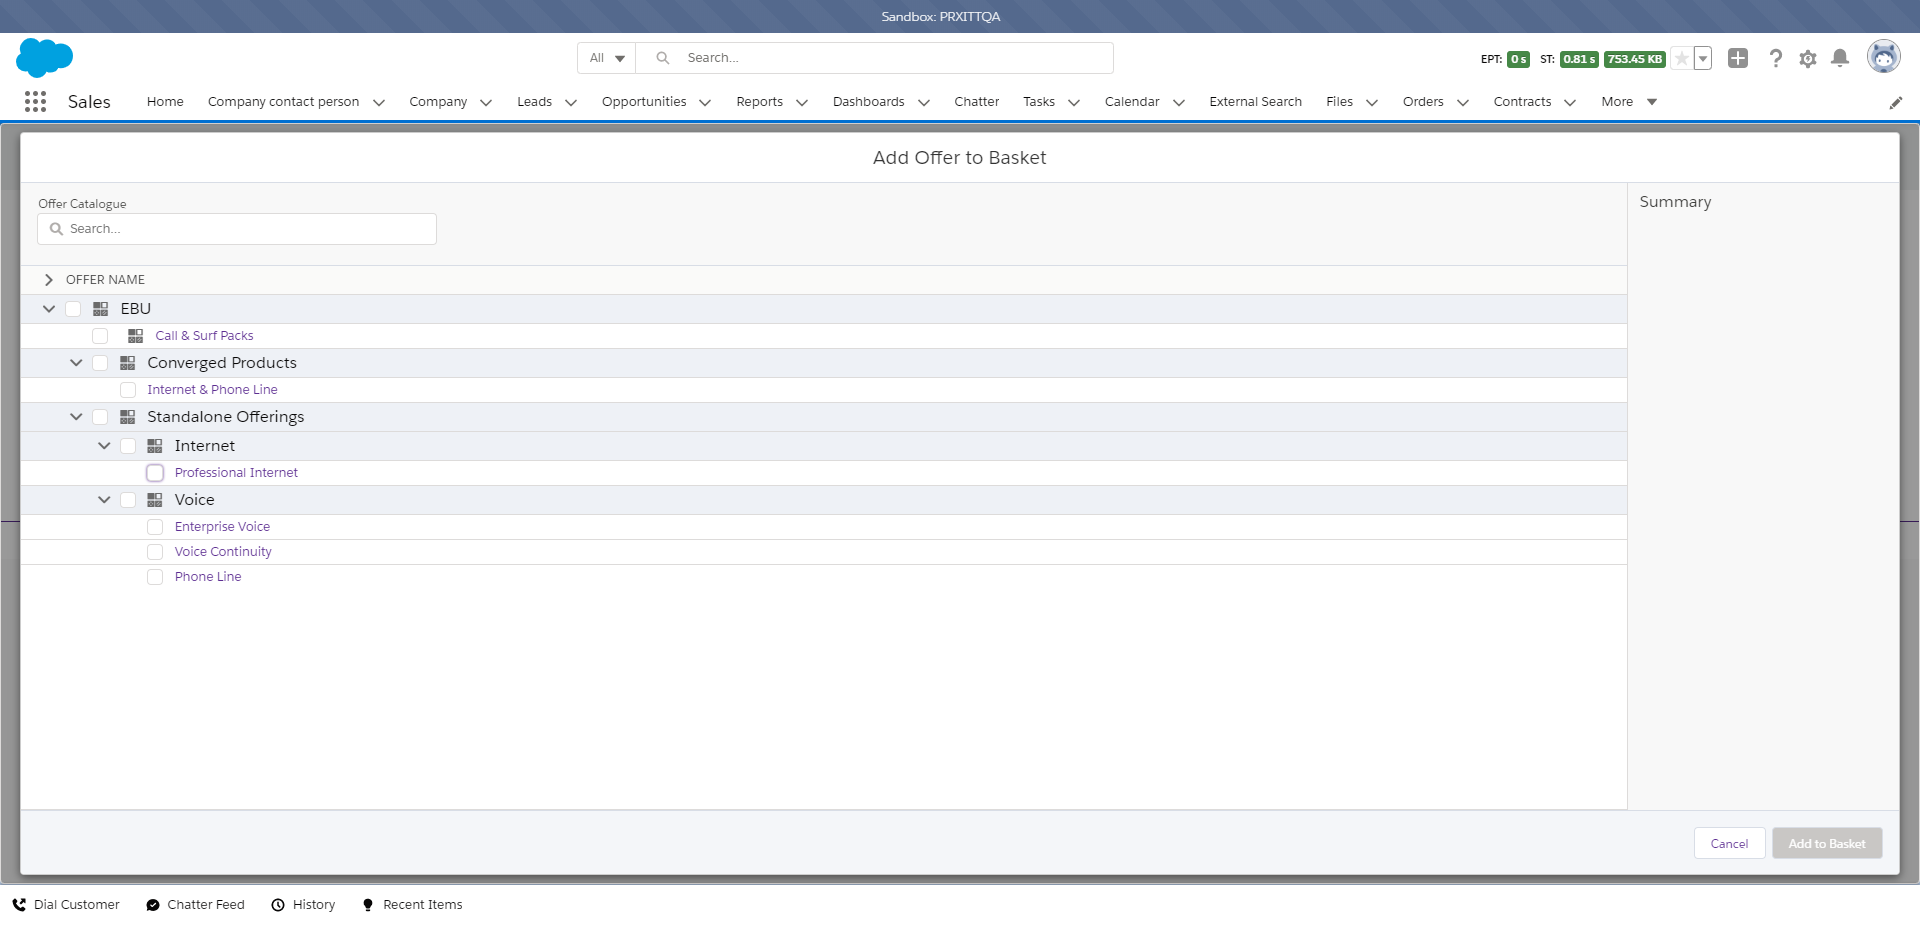 Sandbox: PRXITTQA
All Search... EPT: 0 s ST: 0.81 s 753.45 KB
Sales Home Company contact person Company Leads Opportunities Reports Dashboards Chatter Tasks Calendar External Search Files Orders Contracts More
Add Offer to Basket
Offer Catalogue
Search...
Summary
OFFER NAME
EBU
Call & Surf Packs
Converged Products
Internet & Phone Line
Standalone Offerings
Internet
Professional Internet
Voice
Enterprise Voice
Voice Continuity
Phone Line
Cancel Add to Basket
Dial Customer Chatter Feed History Recent Items